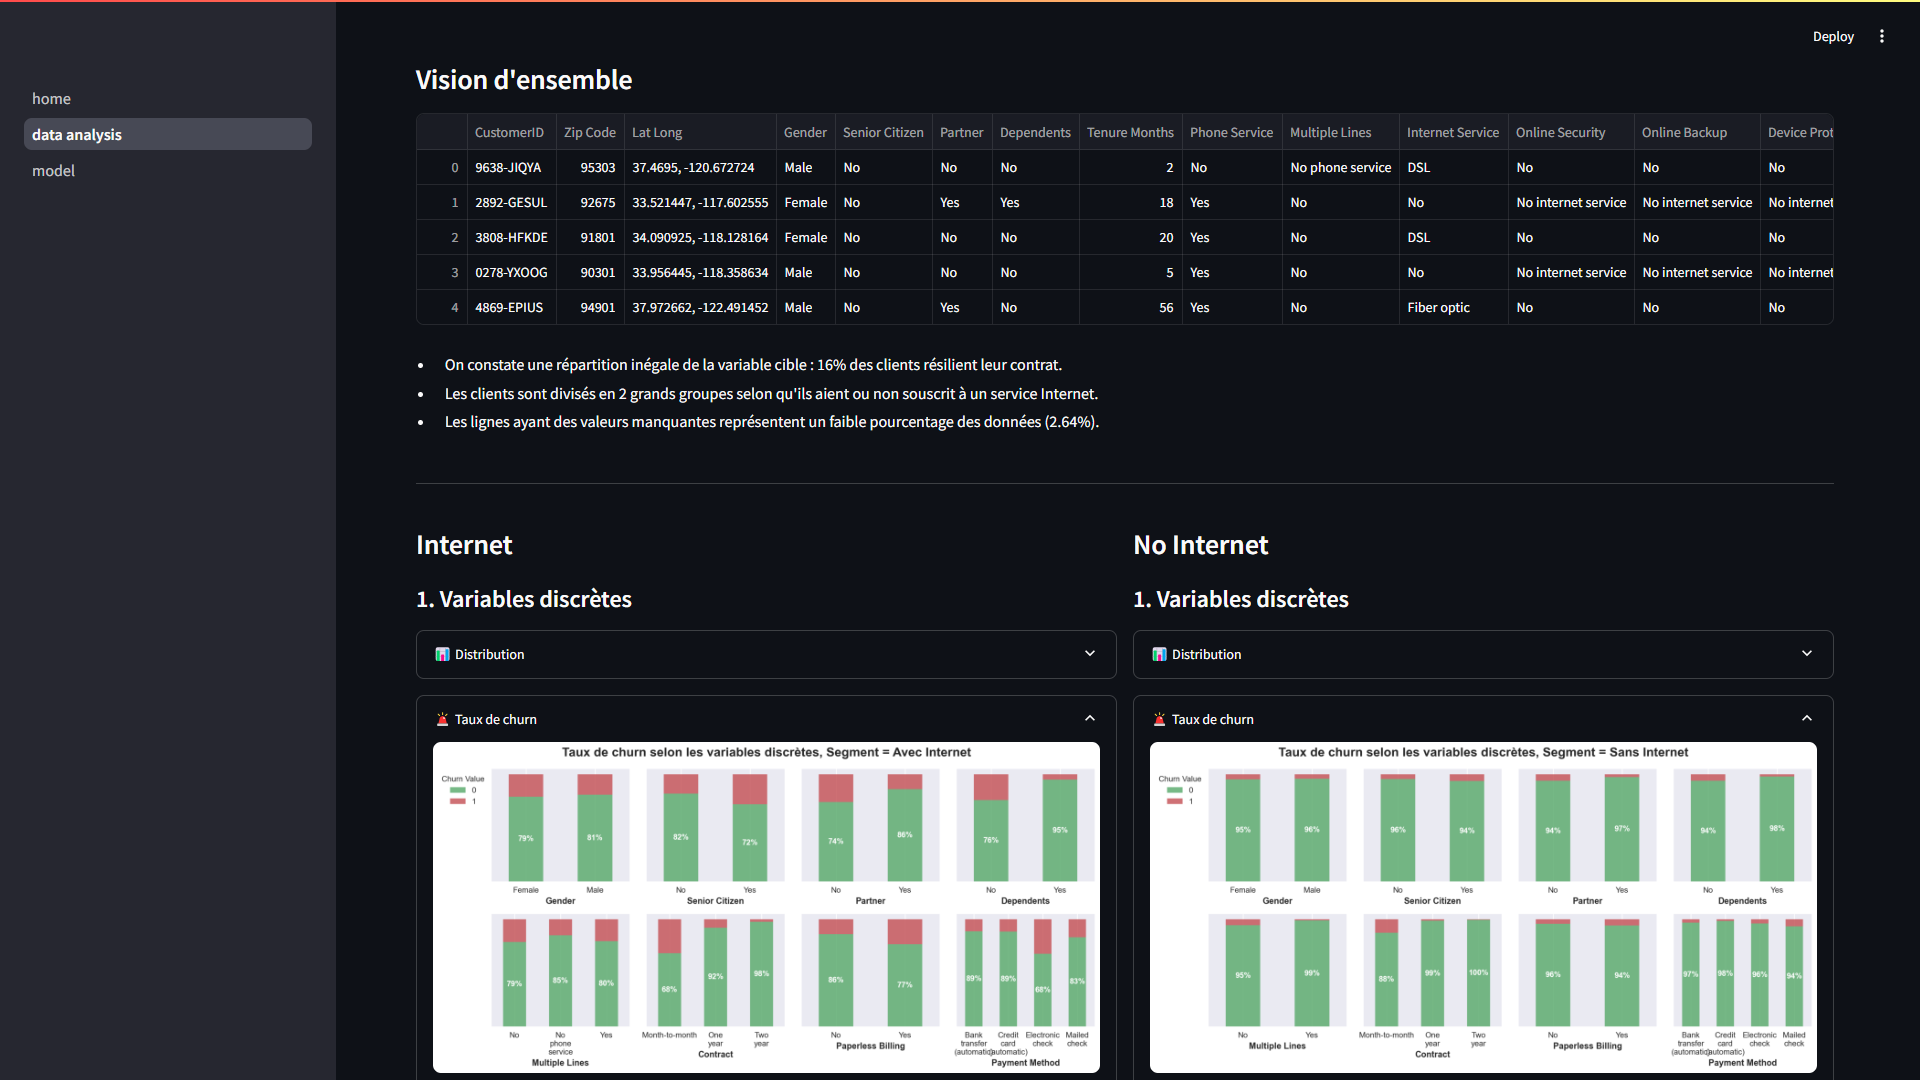 Deploy
home
data analysis
model
Vision d'ensemble
CustomerID Zip Code Lat Long Gender Senior Citizen Partner Dependents Tenure Months Phone Service Multiple Lines Internet Service Online Security Online Backup Device Prot
0 9638-JIQYA 95303 37.4695, -120.672724 Male No No No 2 No No phone service DSL No No No
1 2892-GESUL 92675 33.521447, -117.602555 Female No Yes Yes 18 Yes No No No internet service No internet service No internet
2 3808-HFKDE 91801 34.090925, -118.128164 Female No No No 20 Yes No DSL No No No
3 0278-YXOOG 90301 33.956445, -118.358634 Male No No No 5 Yes No No No internet service No internet service No internet
4 4869-EPIUS 94901 37.972662, -122.491452 Male No Yes No 56 Yes No Fiber optic No No No
• On constate une répartition inégale de la variable cible : 16% des clients résilient leur contrat.
• Les clients sont divisés en 2 grands groupes selon qu'ils aient ou non souscrit à un service Internet.
• Les lignes ayant des valeurs manquantes représentent un faible pourcentage des données (2.64%).
Internet
1. Variables discrètes
Distribution
Taux de churn
Taux de churn selon les variables discrètes, Segment = Avec Internet
Churn Value
0
1
79% 81% 82% 72% 74% 86% 76% 95%
Female Male No Yes No Yes No Yes
Gender Senior Citizen Partner Dependents
79% 85% 80% 68% 92% 98% 86% 77% 89% 89% 68% 83%
No No phone service Yes Month-to-month One year Two year No Yes Bank transfer (automatic) Credit card (automatic) Electronic check Mailed check
Multiple Lines Contract Paperless Billing Payment Method
No Internet
1. Variables discrètes
Distribution
Taux de churn
Taux de churn selon les variables discrètes, Segment = Sans Internet
Churn Value
0
1
95% 96% 96% 94% 94% 97% 94% 98%
Female Male No Yes No Yes No Yes
Gender Senior Citizen Partner Dependents
95% 99% 88% 99% 100% 96% 94% 97% 98% 96% 94%
No Yes Month-to-month One year Two year No Yes Bank transfer (automatic) Credit card (automatic) Electronic check Mailed check
Multiple Lines Contract Paperless Billing Payment Method